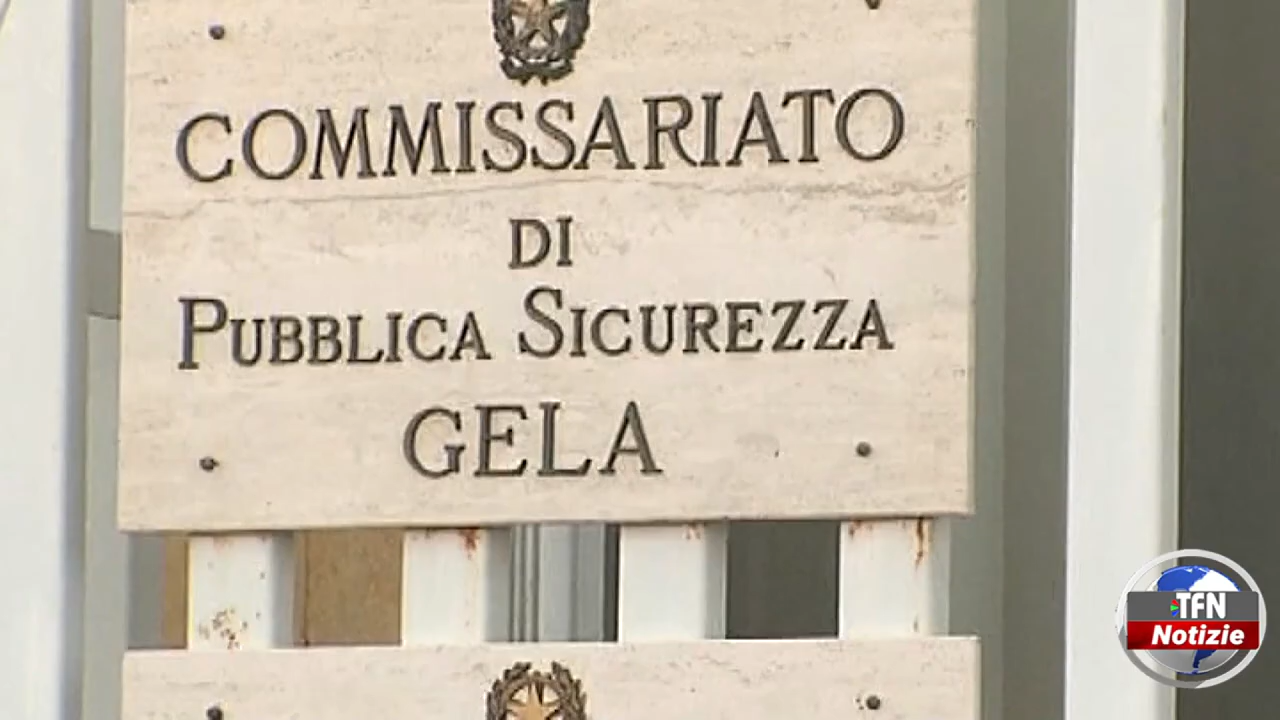 COMMISSARIATO
DI
PUBBLICA SICUREZZA
GELA
TFN
Notizie